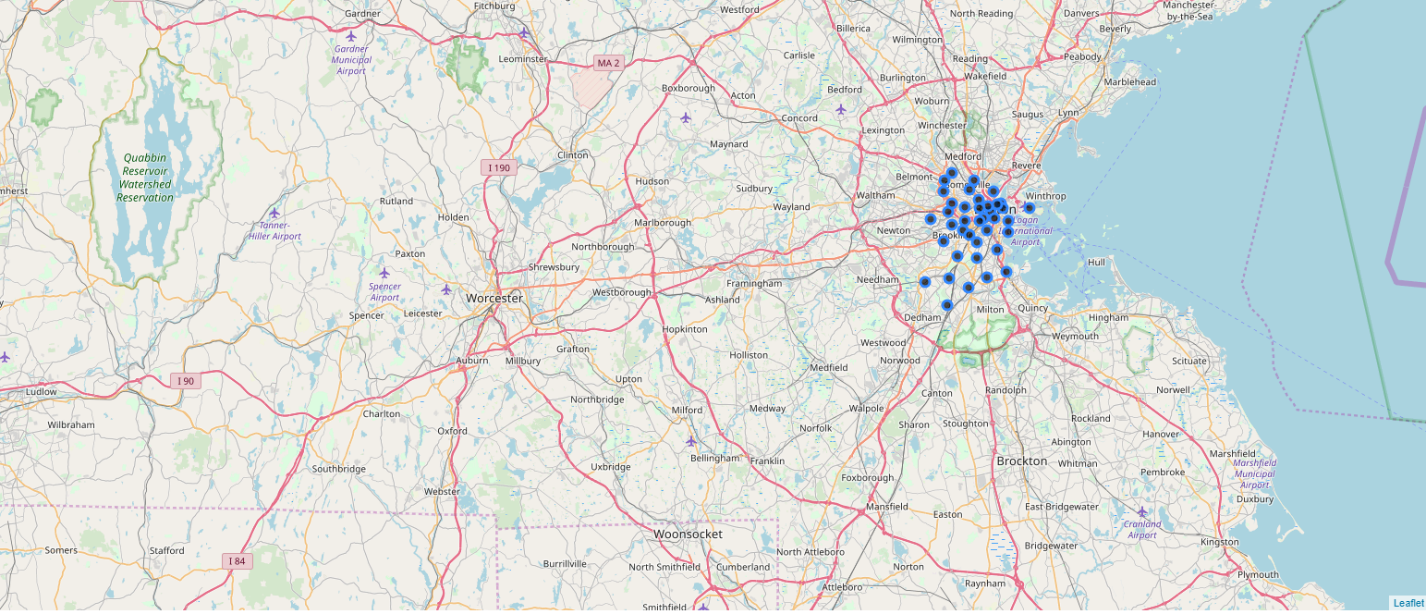 Fitchburg
Gardner
Westford
North Reading
Danvers
Manchester-
by-the-Sea
Beverly
Billerica
Wilmington
Gardner
Municipal
Airport
Leominster
MA 2
Carlisle
Reading
Peabody
Burlington
Wakefield
Marblehead
Boxborough
Acton
Bedford
Woburn
Concord
Lexington
Winchester
Saugus
Lynn
Quabbin
Reservoir
Watershed
Reservation
I 190
Clinton
Maynard
Medford
Revere
Belmont
Hudson
Sudbury
Waltham
Winthrop
Rutland
Holden
Marlborough
Wayland
Newton
Logan
International
Airport
Tanner-
Hiller Airport
Northborough
Paxton
Shrewsbury
Hull
Spencer
Airport
Worcester
Westborough
Framingham
Needham
Ashland
Spencer
Leicester
Dedham
Milton
Quincy
Hingham
Hopkinton
Weymouth
Grafton
Westwood
Holliston
Norwood
Scituate
Auburn
Millbury
Medfield
I 90
Ludlow
Upton
Canton
Randolph
Norwell
Charlton
Northbridge
Milford
Medway
Walpole
Rockland
Wilbraham
Oxford
Norfolk
Sharon
Stoughton
Hanover
Abington
Marshfield
Southbridge
Uxbridge
Bellingham
Franklin
Brockton
Whitman
Pembroke
Marshfield
Municipal
Airport
Foxborough
Webster
Duxbury
Mansfield
Easton
East Bridgewater
Cranland
Airport
Woonsocket
Somers
Stafford
I 84
Burrillville
North Smithfield
Cumberland
North Attleboro
Attleboro
Norton
Bridgewater
Kingston
Raynham
Plymouth
Smithfield
Leaflet